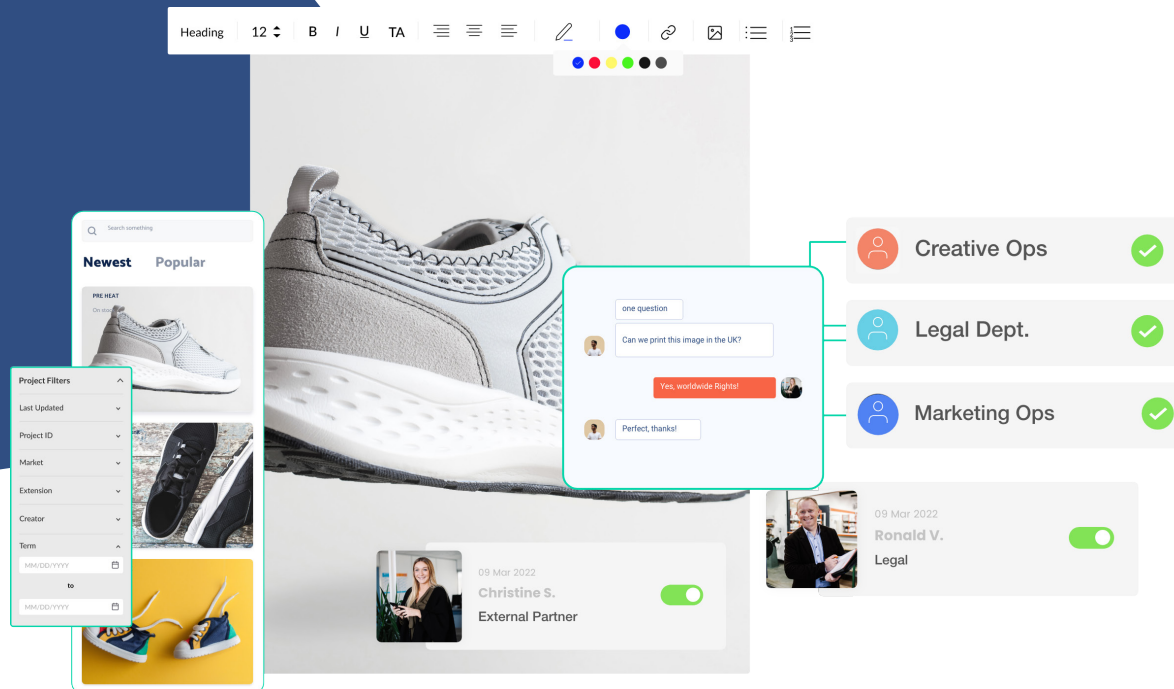 Heading 12 B I U TA
1
2
3
Search something
Newest Popular
PRE HEAT
Project Filters
Last Updated
Project ID
Market
Extension
Creator
Term
MM/DD/YYYY
to
MM/DD/YYYY
one question
Can we print this image in the UK?
Yes, worldwide Rights!
Perfect, thanks!
Creative Ops
Legal Dept.
Marketing Ops
09 Mar 2022
Christine S.
External Partner
09 Mar 2022
Ronald V.
Legal